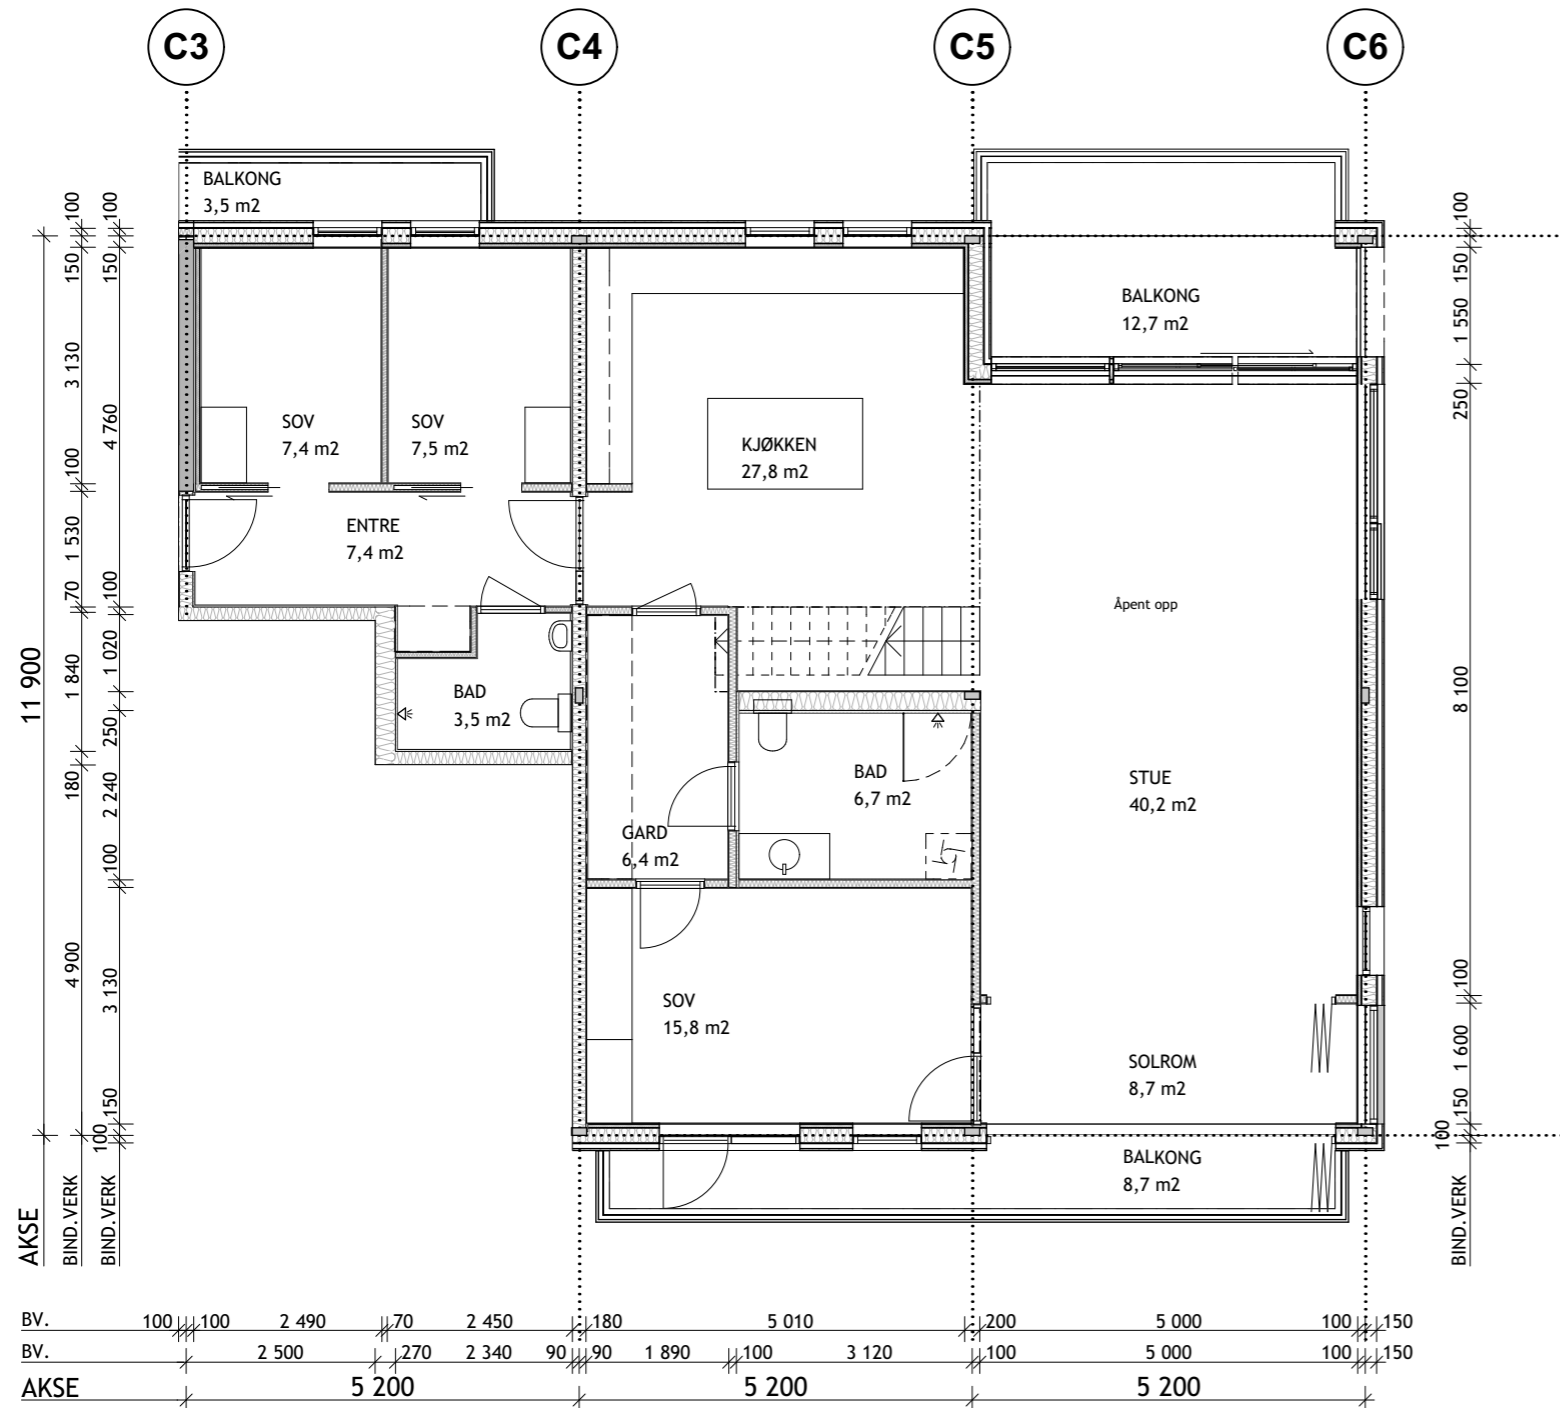 C3
C4
C5
C6
BALKONG
3,5 m2
BALKONG
12,7 m2
SOV
7,4 m2
SOV
7,5 m2
KJØKKEN
27,8 m2
ENTRE
7,4 m2
Åpent opp
BAD
3,5 m2
BAD
6,7 m2
STUE
40,2 m2
GARD
6,4 m2
SOV
15,8 m2
SOLROM
8,7 m2
BALKONG
8,7 m2
11 900
AKSE
100
150
3 130
100
1 530
70
1 840
180
4 900
BIND.VERK
100
150
4 760
100
1 020
250
2 240
100
3 130
150
100
BIND.VERK
100
150
1 550
250
8 100
100
1 600
150
100
BIND.VERK
BV. 100 100 2 490 70 2 450 180 5 010 200 5 000 100 150
BV. 2 500 270 2 340 90 90 1 890 100 3 120 100 5 000 100 150
AKSE 5 200 5 200 5 200